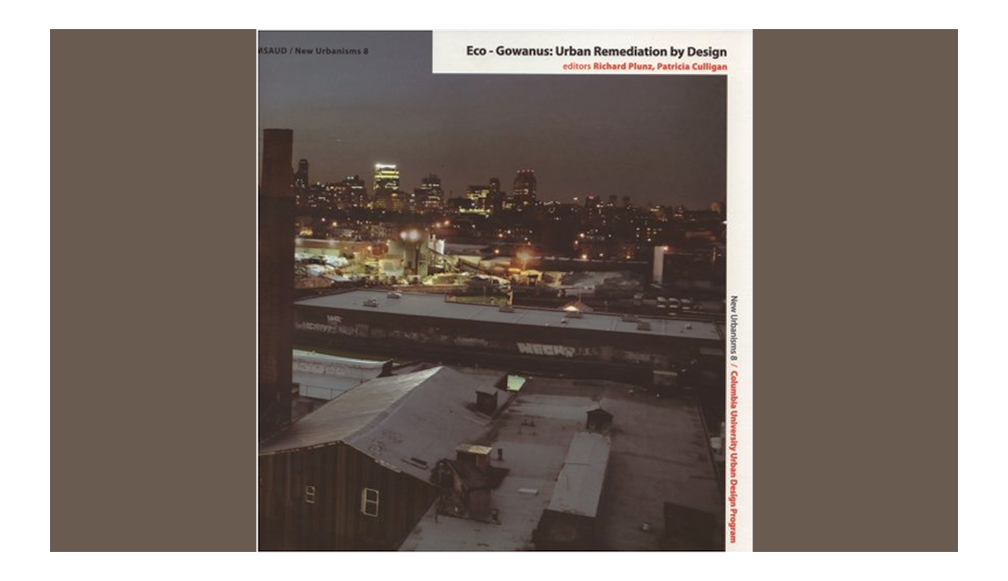 MSAUD / New Urbanisms 8
Eco - Gowanus: Urban Remediation by Design
editors Richard Plunz, Patricia Culligan
New Urbanisms 8 / Columbia University Urban Design Program